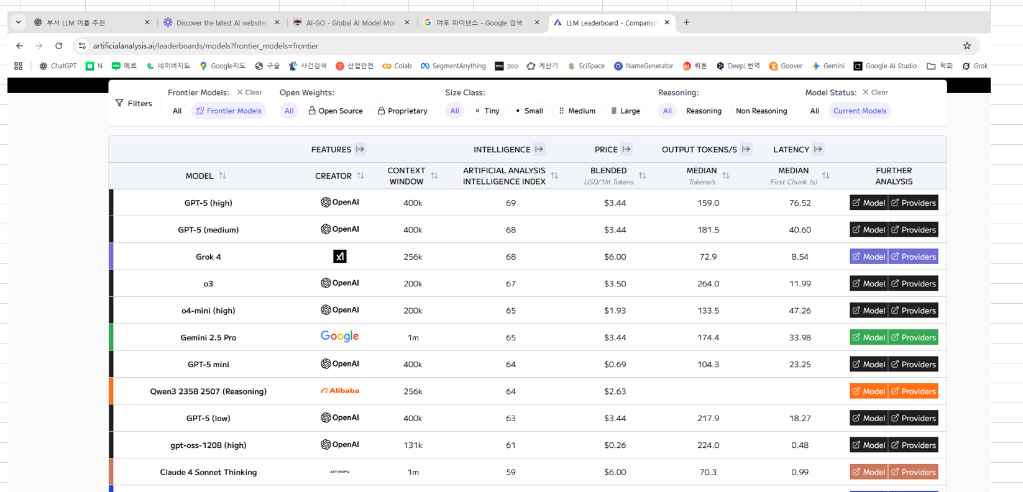 부서 LLM 어플 추천 Discover the latest AI website AI-GO - Global AI Model Mon 야후 파이낸스 - Google 검색 LLM Leaderboard - Comparis
artificialanalysis.ai/leaderboards/models?frontier_models=frontier
ChatGPT N 메르 네이버지도 Google지도 구글 사건검색 산업안전 Colab SegmentAnything 계산기 SciSpace NameGenerator 위튼 DeepL 번역 Goover Gemini Google AI Studio 학회 Grok
Frontier Models: Clear Open Weights: Size Class: Reasoning: Model Status: Clear
Filters All Frontier Models All Open Source Proprietary All Tiny Small Medium Large All Reasoning Non Reasoning All Current Models
FEATURES INTELLIGENCE PRICE OUTPUT TOKENS/S LATENCY
MODEL CREATOR CONTEXT WINDOW ARTIFICIAL ANALYSIS INTELLIGENCE INDEX BLENDED USD/1M Tokens MEDIAN Tokens/s MEDIAN First Chunk (s) FURTHER ANALYSIS
GPT-5 (high) OpenAI 400k 69 $3.44 159.0 76.52 Model Providers
GPT-5 (medium) OpenAI 400k 68 $3.44 181.5 40.60 Model Providers
Grok 4 xI 256k 68 $6.00 72.9 8.54 Model Providers
o3 OpenAI 200k 67 $3.50 264.0 11.99 Model Providers
o4-mini (high) OpenAI 200k 65 $1.93 133.5 47.26 Model Providers
Gemini 2.5 Pro Google 1m 65 $3.44 174.4 33.98 Model Providers
GPT-5 mini OpenAI 400k 64 $0.69 104.3 23.25 Model Providers
Qwen3 235B 2507 (Reasoning) Alibaba 256k 64 $2.63 Model Providers
GPT-5 (low) OpenAI 400k 63 $3.44 217.9 18.27 Model Providers
gpt-oss-120B (high) OpenAI 131k 61 $0.26 224.0 0.48 Model Providers
Claude 4 Sonnet Thinking 1m 59 $6.00 70.3 0.99 Model Providers